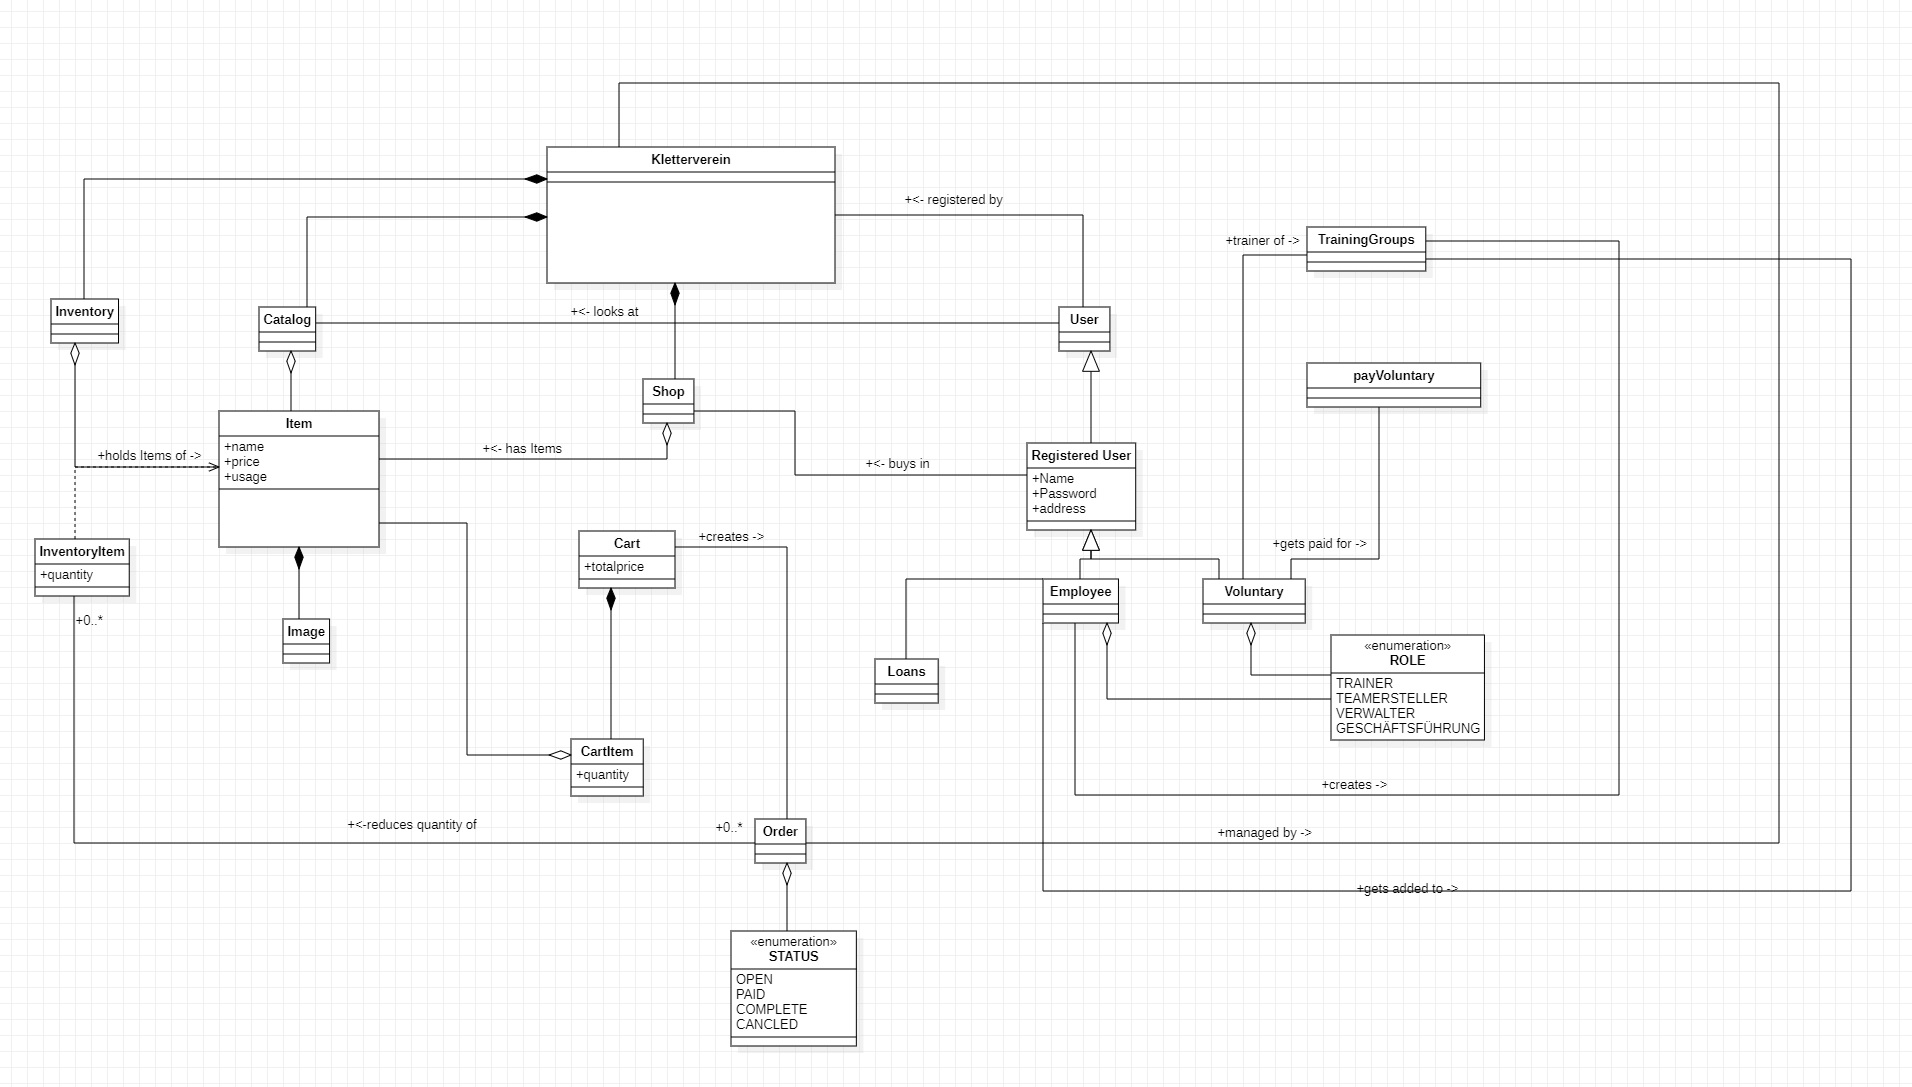 Kletterverein
+<- registered by
+trainer of ->
TrainingGroups
Inventory
Catalog
+<- looks at
User
payVoluntary
Shop
Item
+name
+price
+usage
+holds Items of ->
+<- has Items
+<- buys in
Registered User
+Name
+Password
+address
InventoryItem
+quantity
+0..*
Cart
+totalprice
+creates ->
+gets paid for ->
Image
Employee
Voluntary
Loans
«enumeration»
ROLE
TRAINER
TEAMERSTELLER
VERWALTER
GESCHÄFTSFÜHRUNG
CartItem
+quantity
+creates ->
+<-reduces quantity of
+0..*
Order
+managed by ->
+gets added to ->
«enumeration»
STATUS
OPEN
PAID
COMPLETE
CANCLED